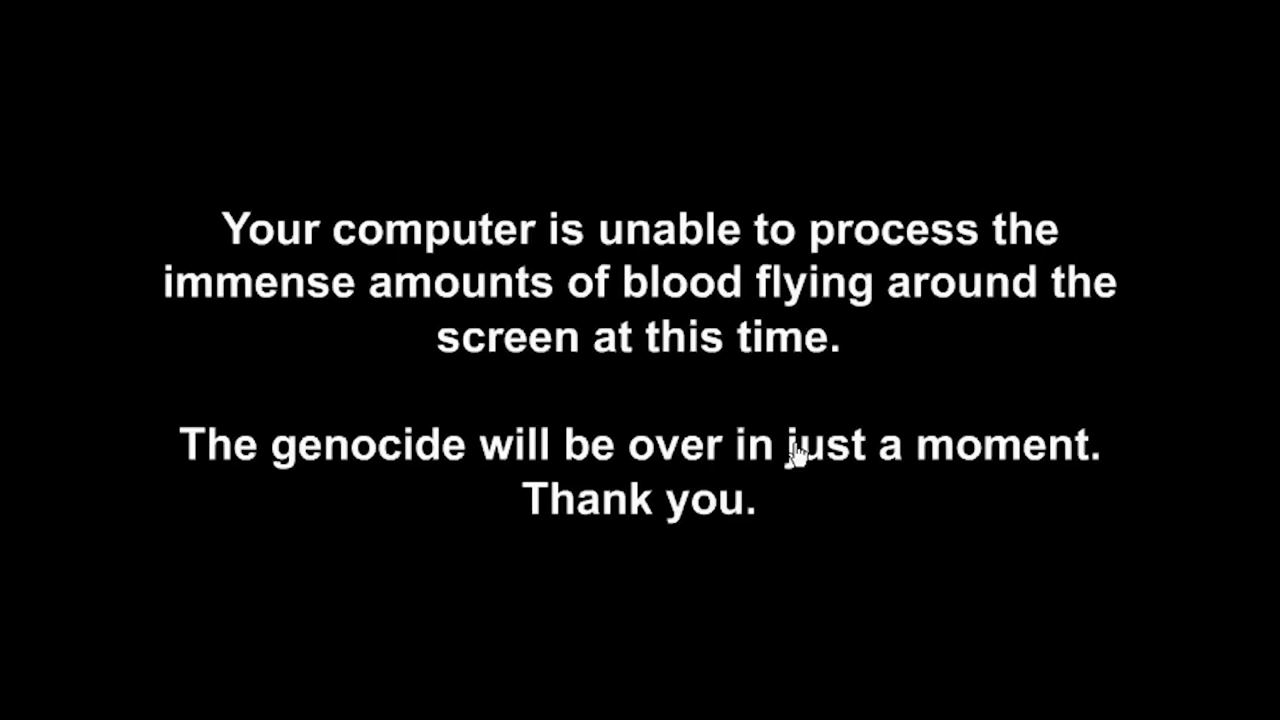 Your computer is unable to process the
immense amounts of blood flying around the
screen at this time.
The genocide will be over in just a moment.
Thank you.